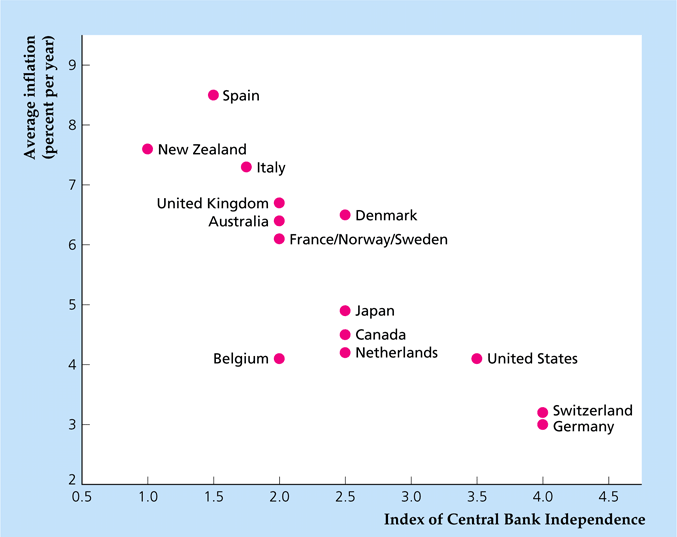 Average inflation
(percent per year)
9
8
7
6
5
4
3
2
Spain
New Zealand
Italy
United Kingdom
Denmark
Australia
France/Norway/Sweden
Japan
Canada
Netherlands
Belgium
United States
Switzerland
Germany
0.5 1.0 1.5 2.0 2.5 3.0 3.5 4.0 4.5
Index of Central Bank Independence